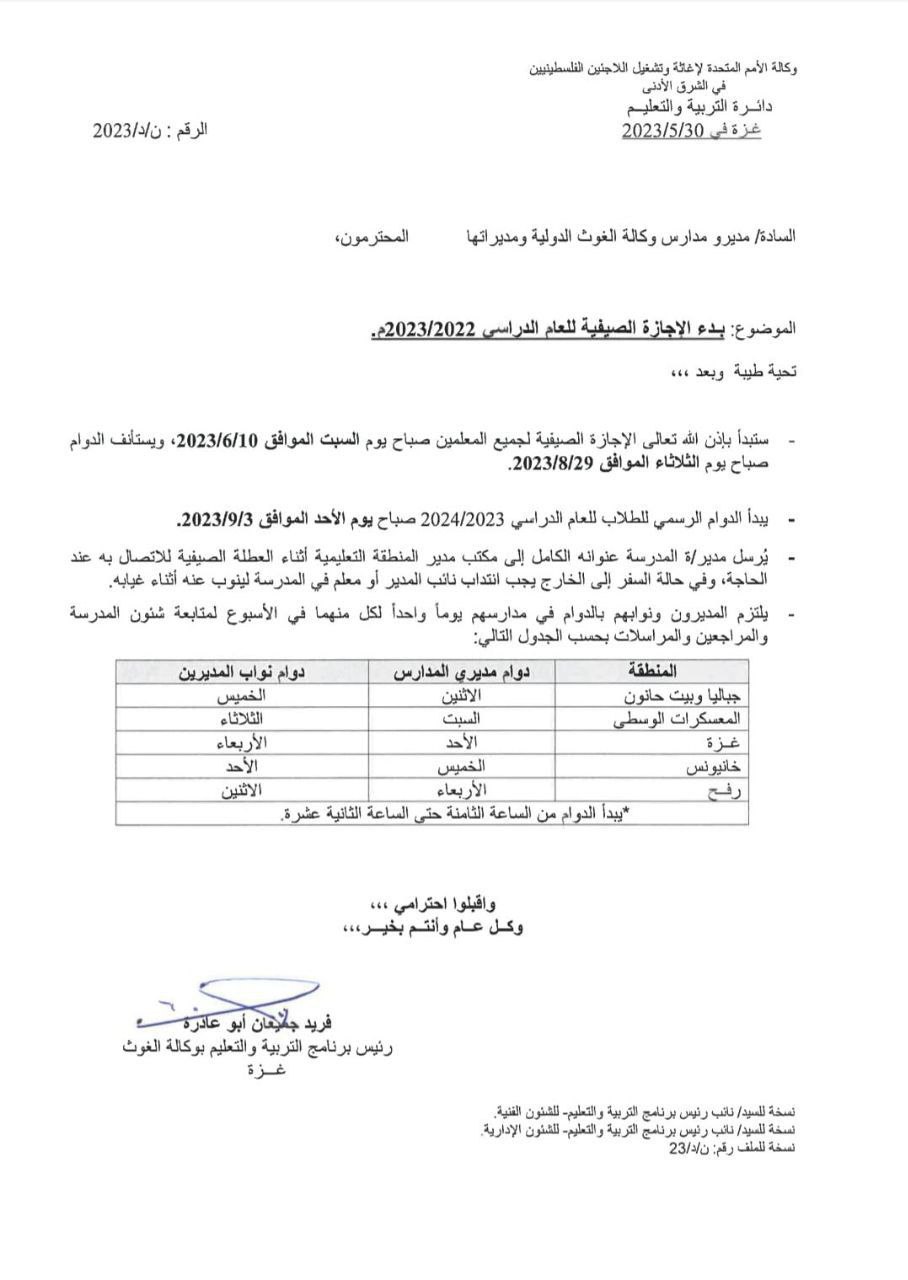 وكالة الأمم المتحدة لإغاثة وتشغيل اللاجئين الفلسطينيين
في الشرق الأدنى
دائـرة التربية والتعليـم
غـزة في 2023/5/30
الرقم : ن/د/2023
السادة/ مديرو مدارس وكالة الغوث الدولية ومديراتها المحترمون،
الموضوع: بـدء الإجازة الصيفية للعام الدراسي 2023/2022م.
تحية طيبة وبعد ،،،
- ستبدأ بإذن الله تعالى الإجازة الصيفية لجميع المعلمين صباح يوم السبت الموافق 2023/6/10، ويستأنف الدوام
صباح يوم الثلاثاء الموافق 2023/8/29.
- يبدأ الدوام الرسمي للطلاب للعام الدراسي 2024/2023 صباح يوم الأحد الموافق 2023/9/3.
- يُرسل مدير/ة المدرسة عنوانه الكامل إلى مكتب مدير المنطقة التعليمية أثناء العطلة الصيفية للاتصال به عند
الحاجة، وفي حالة السفر إلى الخارج يجب انتداب نائب المدير أو معلم في المدرسة لينوب عنه أثناء غيابه.
- يلتزم المديرون ونوابهم بالدوام في مدارسهم يوماً واحداً لكل منهما في الأسبوع لمتابعة شئون المدرسة
والمراجعين والمراسلات بحسب الجدول التالي:
المنطقة دوام مديري المدارس دوام نواب المديرين
جباليا وبيت حانون الاثنين الخميس
المعسكرات الوسطى السبت الثلاثاء
غـزة الأحد الأربعاء
خانيونس الخميس الأحد
رفـح الأربعاء الاثنين
*يبدأ الدوام من الساعة الثامنة حتى الساعة الثانية عشرة.
واقبلوا احترامي ،،،
وكـل عـام وأنتـم بخيـر،،،
فريد جميعان أبو عاذرة
رئيس برنامج التربية والتعليم بوكالة الغوث
غــزة
نسخة للسيد/ نائب رئيس برنامج التربية والتعليم- للشئون الفنية.
نسخة للسيد/ نائب رئيس برنامج التربية والتعليم- للشئون الإدارية.
نسخة للملف رقم: ن/د/23